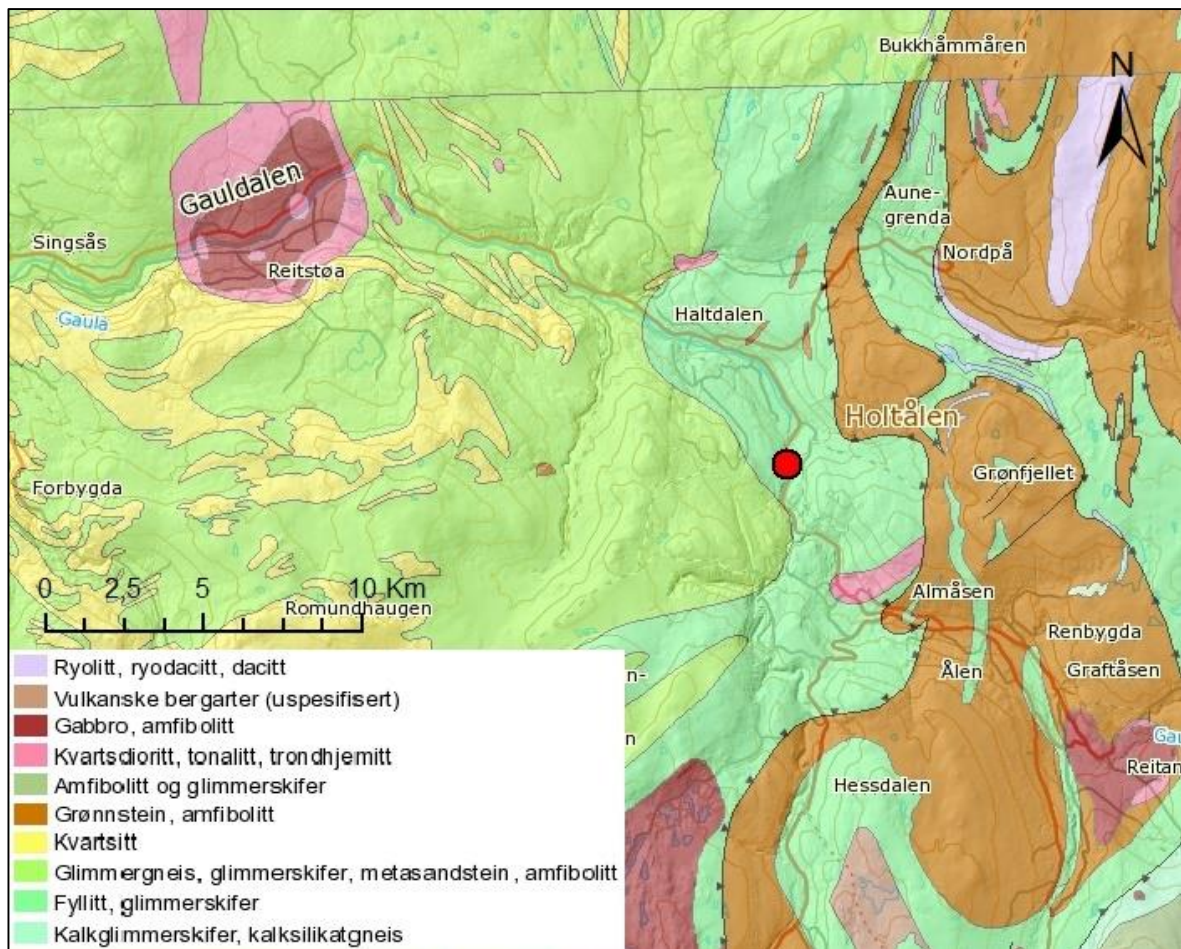 Bukkhåmmåren
N
Gauldalen
Aune-
grenda
Singsås
Nordpå
Reitstøa
Gaula
Haltdalen
Holtålen
Grønfjellet
Forbygda
0 2,5 5 10 Km
Romundhaugen
Almåsen
Renbygda
Ålen
Graftåsen
n-
n
Gau
Reitan
Hessdalen
Ryolitt, ryodacitt, dacitt
Vulkanske bergarter (uspesifisert)
Gabbro, amfibolitt
Kvartsdioritt, tonalitt, trondhjemitt
Amfibolitt og glimmerskifer
Grønnstein, amfibolitt
Kvartsitt
Glimmergneis, glimmerskifer, metasandstein, amfibolitt
Fyllitt, glimmerskifer
Kalkglimmerskifer, kalksilikatgneis